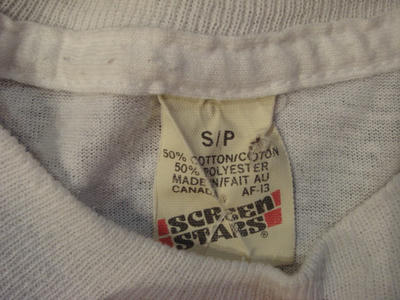 S/P
50% COTTON/COTON
50% POLYESTER
MADE IN/FAIT AU
CANADA AF-13
SCREEN
STARS®